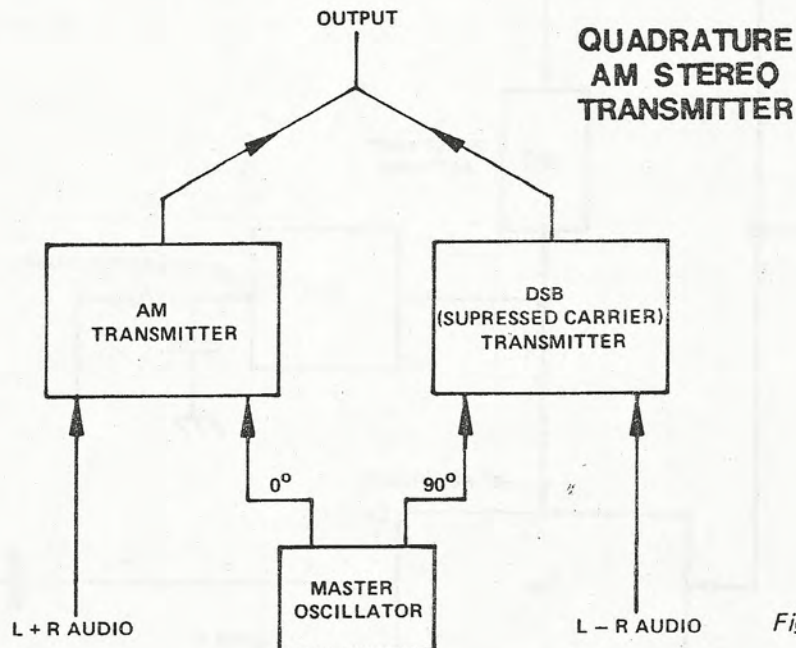 OUTPUT
QUADRATURE
AM STEREO
TRANSMITTER
AM
TRANSMITTER
DSB
(SUPRESSED CARRIER)
TRANSMITTER
0°
90°
MASTER
OSCILLATOR
L + R AUDIO
L – R AUDIO